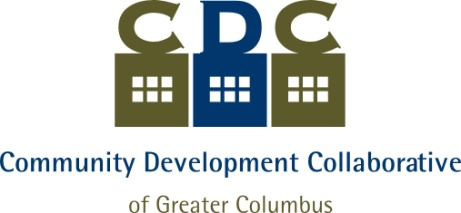 CDC
Community Development Collaborative
of Greater Columbus